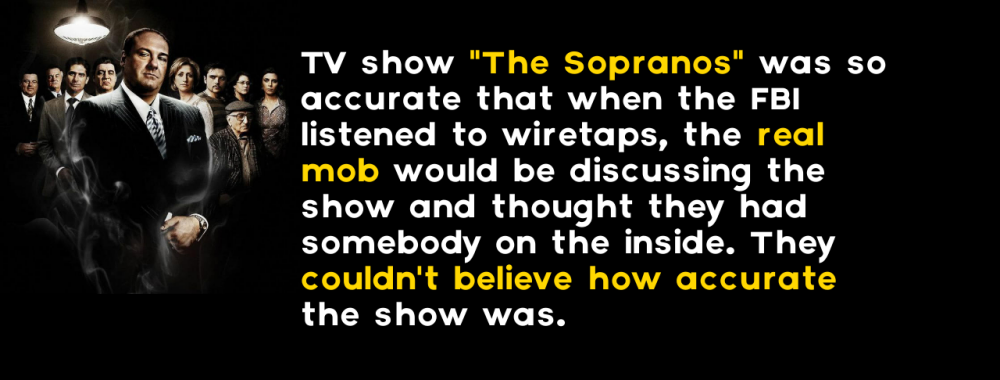 TV show "The Sopranos" was so
accurate that when the FBI
listened to wiretaps, the real
mob would be discussing the
show and thought they had
somebody on the inside. They
couldn't believe how accurate
the show was.